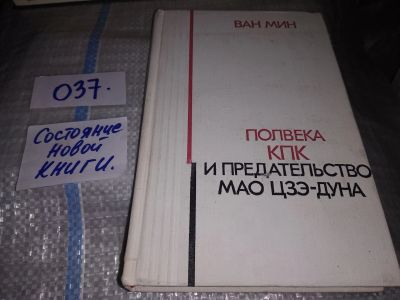 ВАН МИН
ПОЛВЕКА
КПК
И ПРЕДАТЕЛЬСТВО
МАО ЦЗЭ-ДУНА
037.
Состояние
новой
книги.